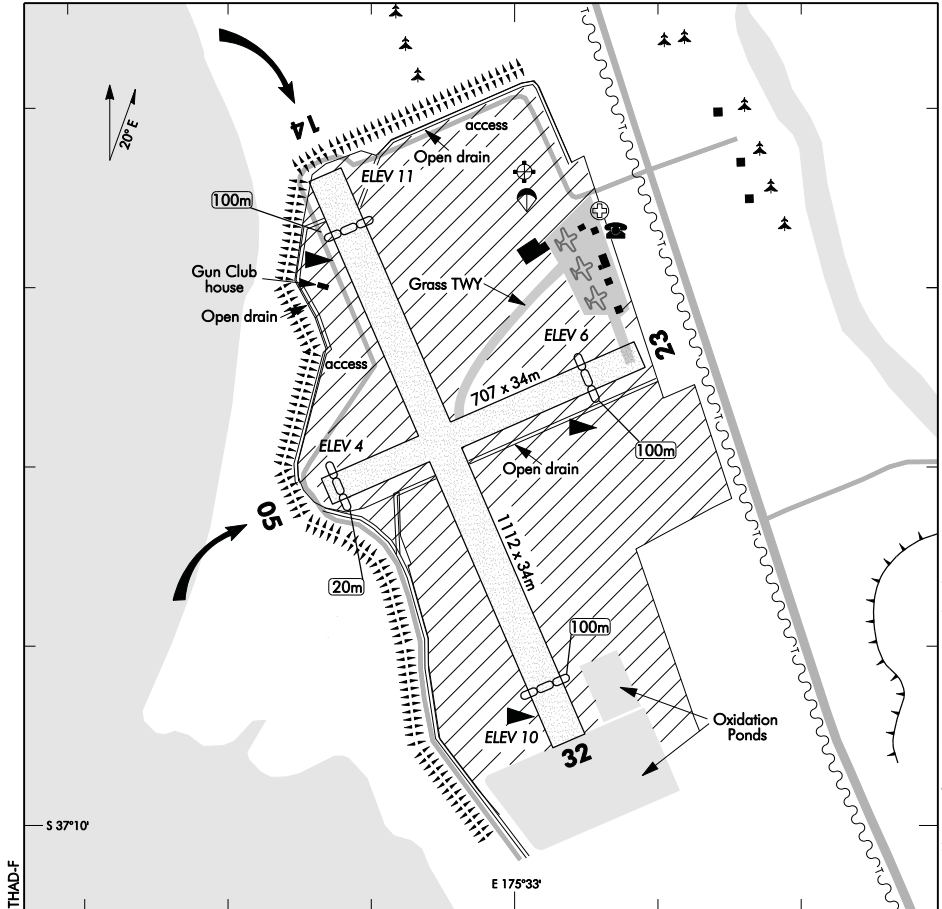 14
20° E
access
Open drain
ELEV 11
100m
Gun Club
house
Open drain
Grass TWY
ELEV 6
23
access
707 x 34m
ELEV 4
100m
Open drain
05
1112 x 34m
20m
100m
ELEV 10
32
Oxidation
Ponds
S 37°10'
E 175°33'
THAD-F
T
T
T
T
T
T
T
T